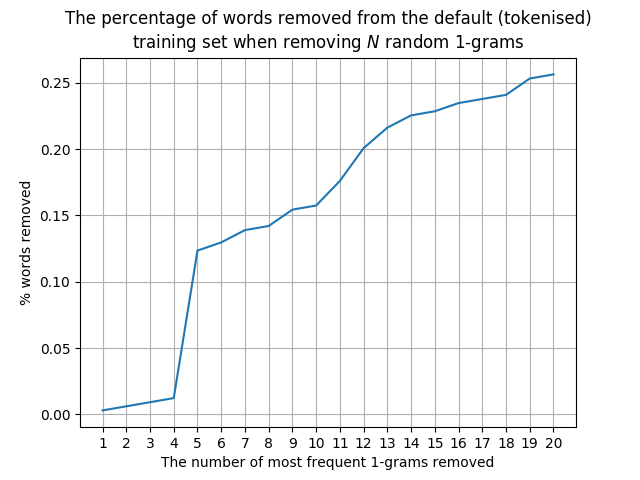 The percentage of words removed from the default (tokenised)
training set when removing N random 1-grams
% words removed
0.25
0.20
0.15
0.10
0.05
0.00
1 2 3 4 5 6 7 8 9 10 11 12 13 14 15 16 17 18 19 20
The number of most frequent 1-grams removed